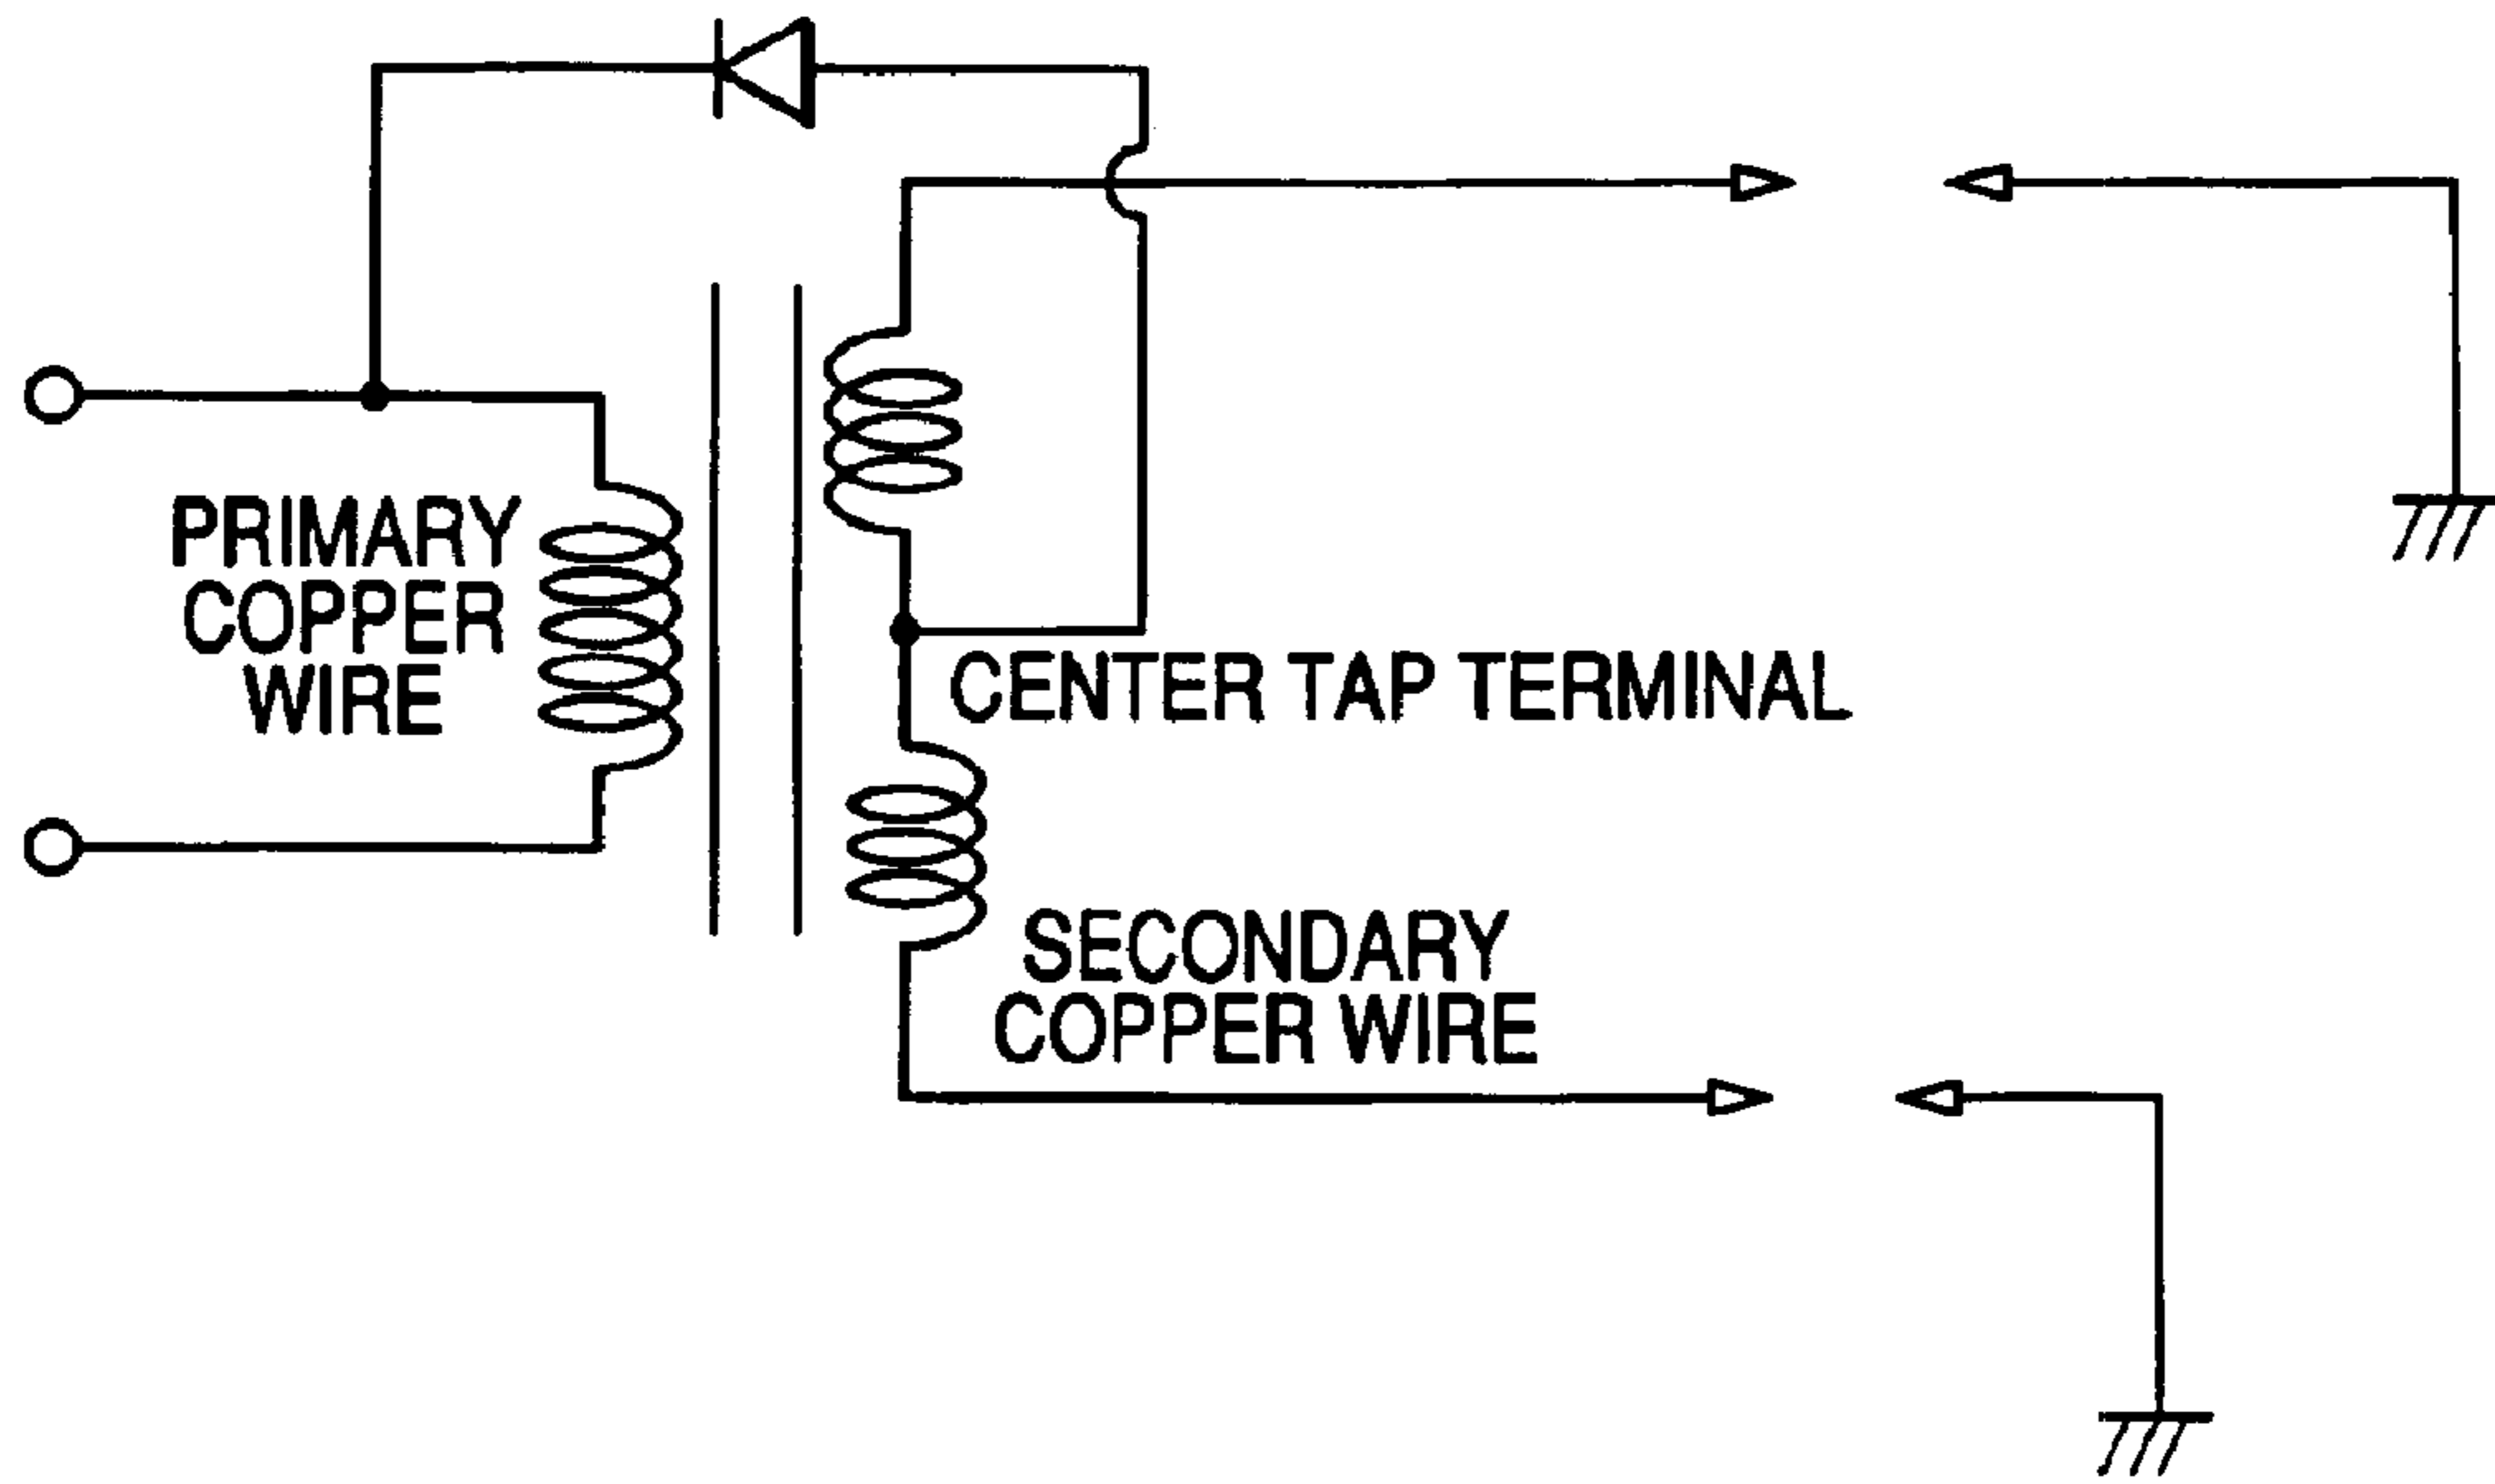 PRIMARY
COPPER
WIRE
CENTER TAP TERMINAL
SECONDARY
COPPER WIRE